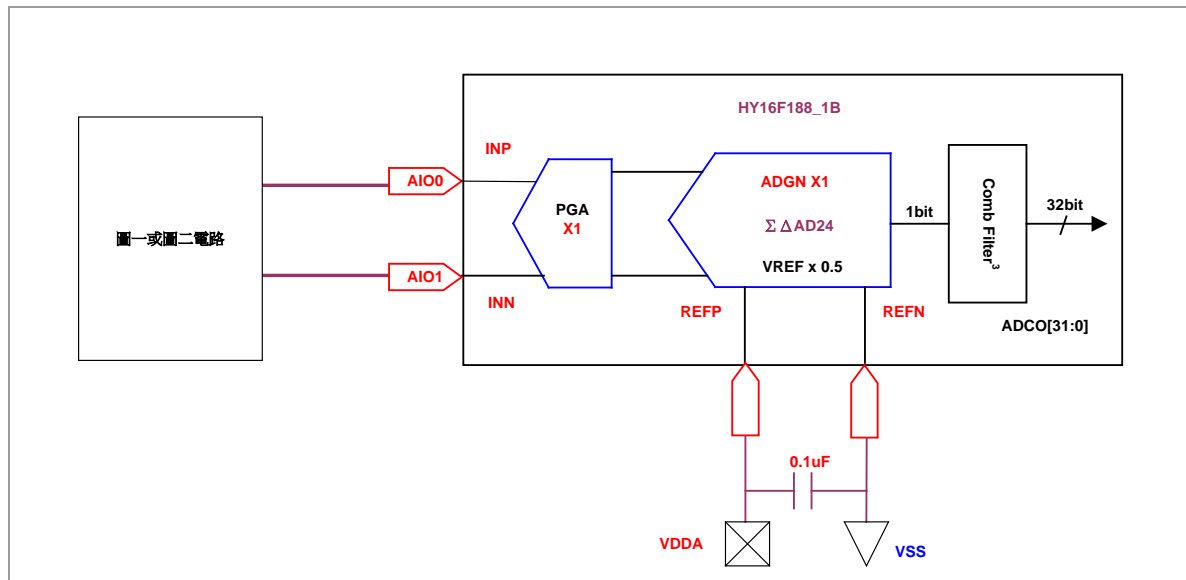 HY16F188_1B
INP
AIO0
ADGN X1
PGA
X1
1bit
Comb Filter3
32bit
圖一或圖二電路
ΣΔAD24
VREF x 0.5
AIO1
INN
REFP
REFN
ADCO[31:0]
0.1uF
VDDA
VSS